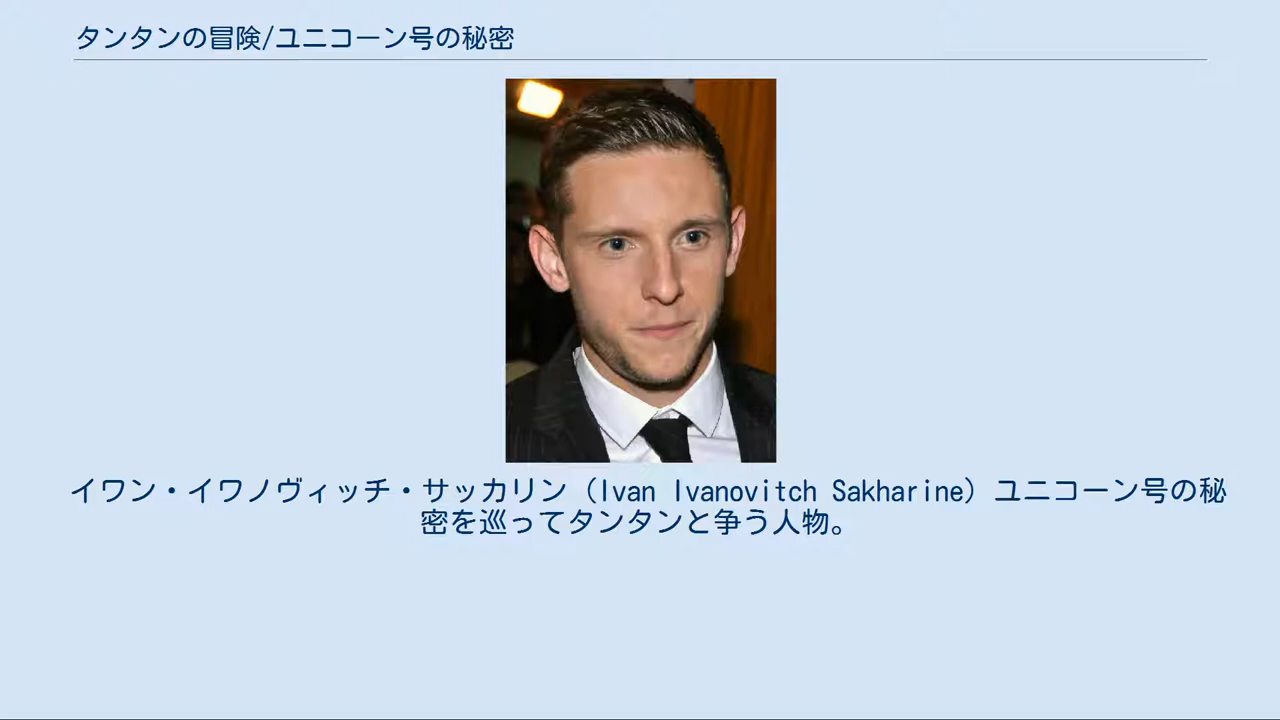 タンタンの冒険/ユニコーン号の秘密
イワン・イワノヴィッチ・サッカリン（Ivan Ivanovitch Sakharine）ユニコーン号の秘
密を巡ってタンタンと争う人物。